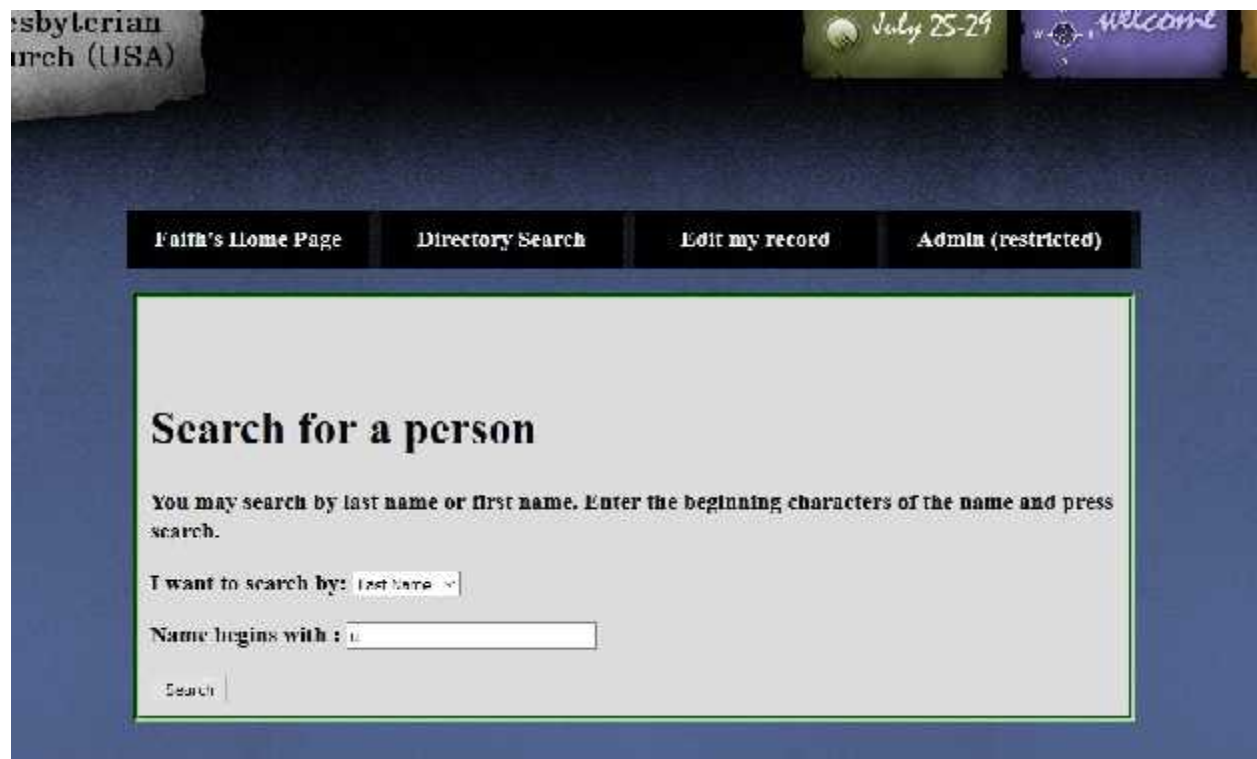 sbyterian
urch (USA)
July 25-29
welcome
Faith's Home Page
Directory Search
Edit my record
Admin (restricted)
Search for a person
You may search by last name or first name. Enter the beginning characters of the name and press
search.
I want to search by: Last Name
Name begins with :
Search